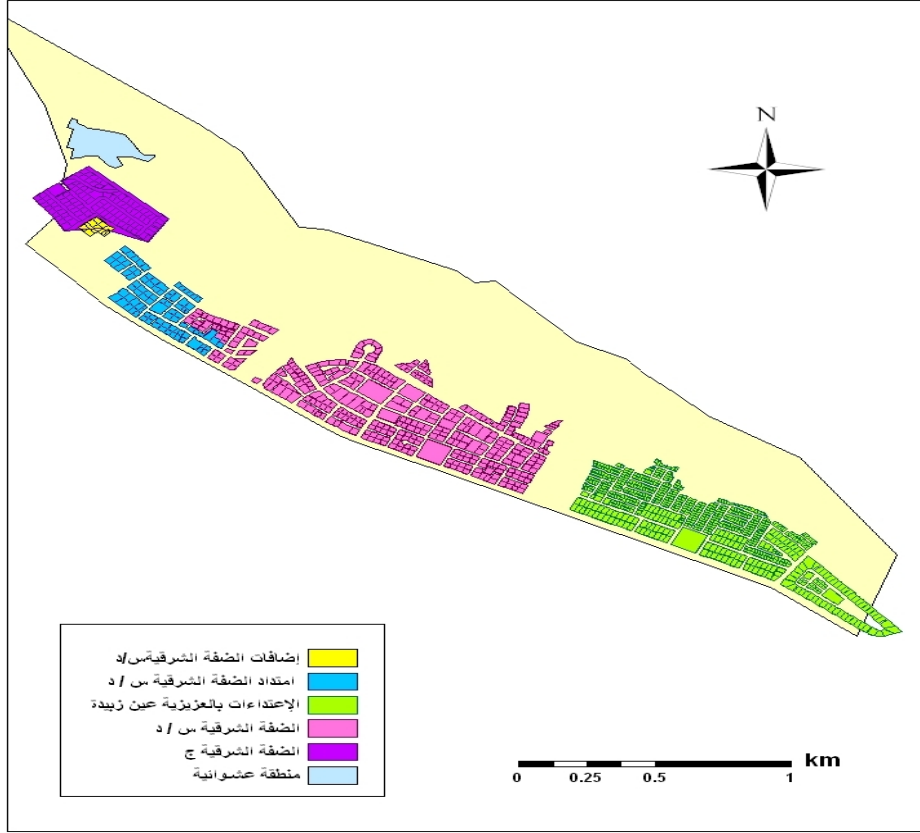 N
إضافات الضفة الشرقية س/د
امتداد الضفة الشرقية س / د
الإعتداءات بالعزيزية عين زبيدة
الضفة الشرقية س / د
الضفة الشرقية ج
منطقة عشوائية
km
0 0.25 0.5 1